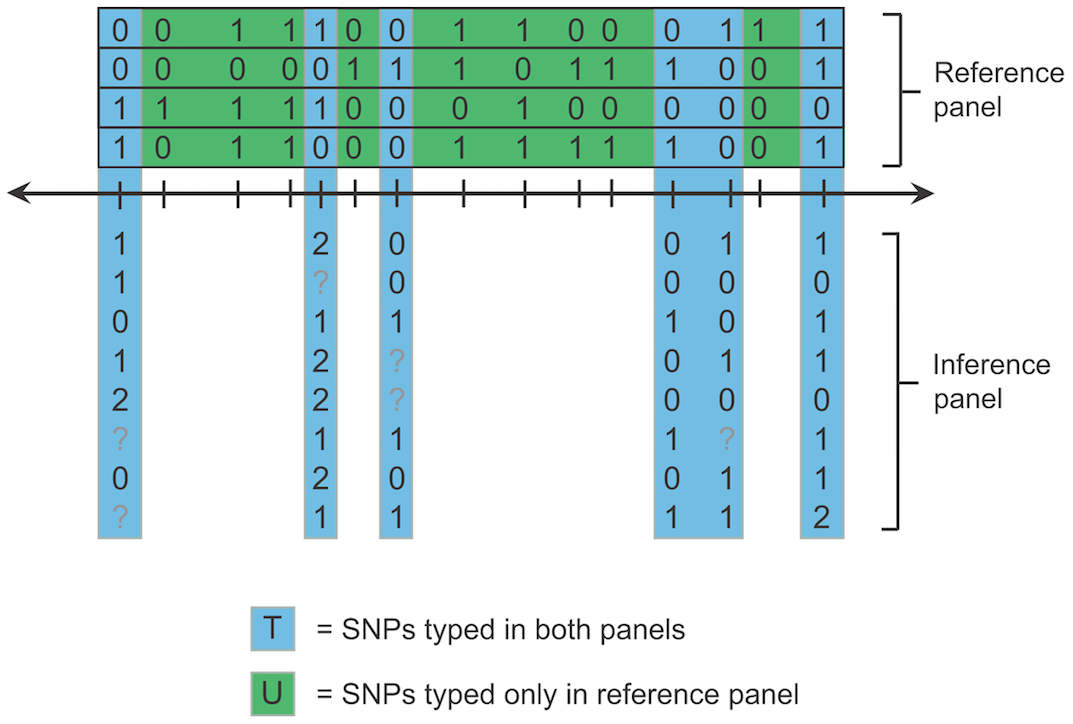 0 0 1 1 1 0 0 1 1 0 0 0 1 1 1
0 0 0 0 0 1 1 1 0 1 1 1 0 0 1
1 1 1 1 1 0 0 0 1 0 0 0 0 0 0
1 0 1 1 0 0 0 1 1 1 1 1 0 0 1
Reference
panel
1 2 0 0 1 1
1 ? 0 0 0 0
0 1 1 1 0 1
1 2 ? 0 1 1
2 2 ? 0 0 0
? 1 1 1 ? 1
0 2 0 0 1 1
? 1 1 1 1 2
Inference
panel
T = SNPs typed in both panels
U = SNPs typed only in reference panel